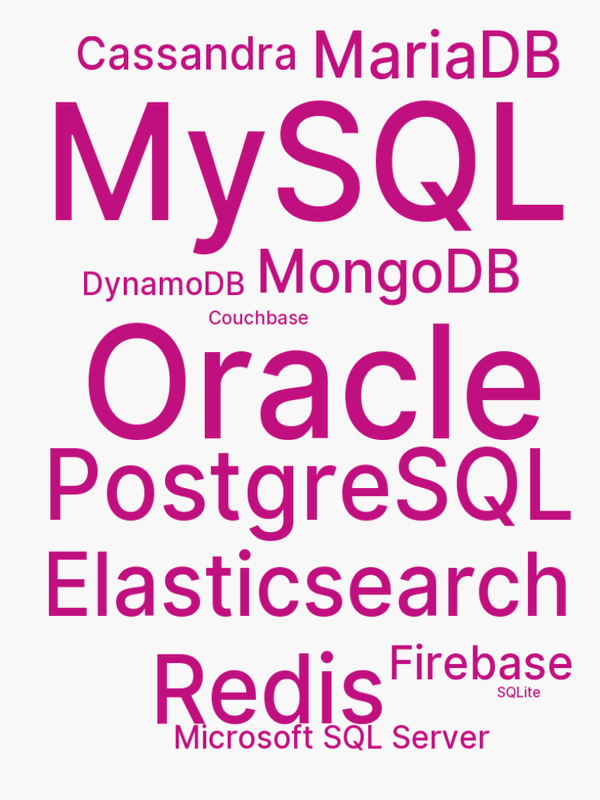 Cassandra MariaDB
MySQL
DynamoDB MongoDB
Couchbase
Oracle
PostgreSQL
Elasticsearch
Redis Firebase
SQLite
Microsoft SQL Server